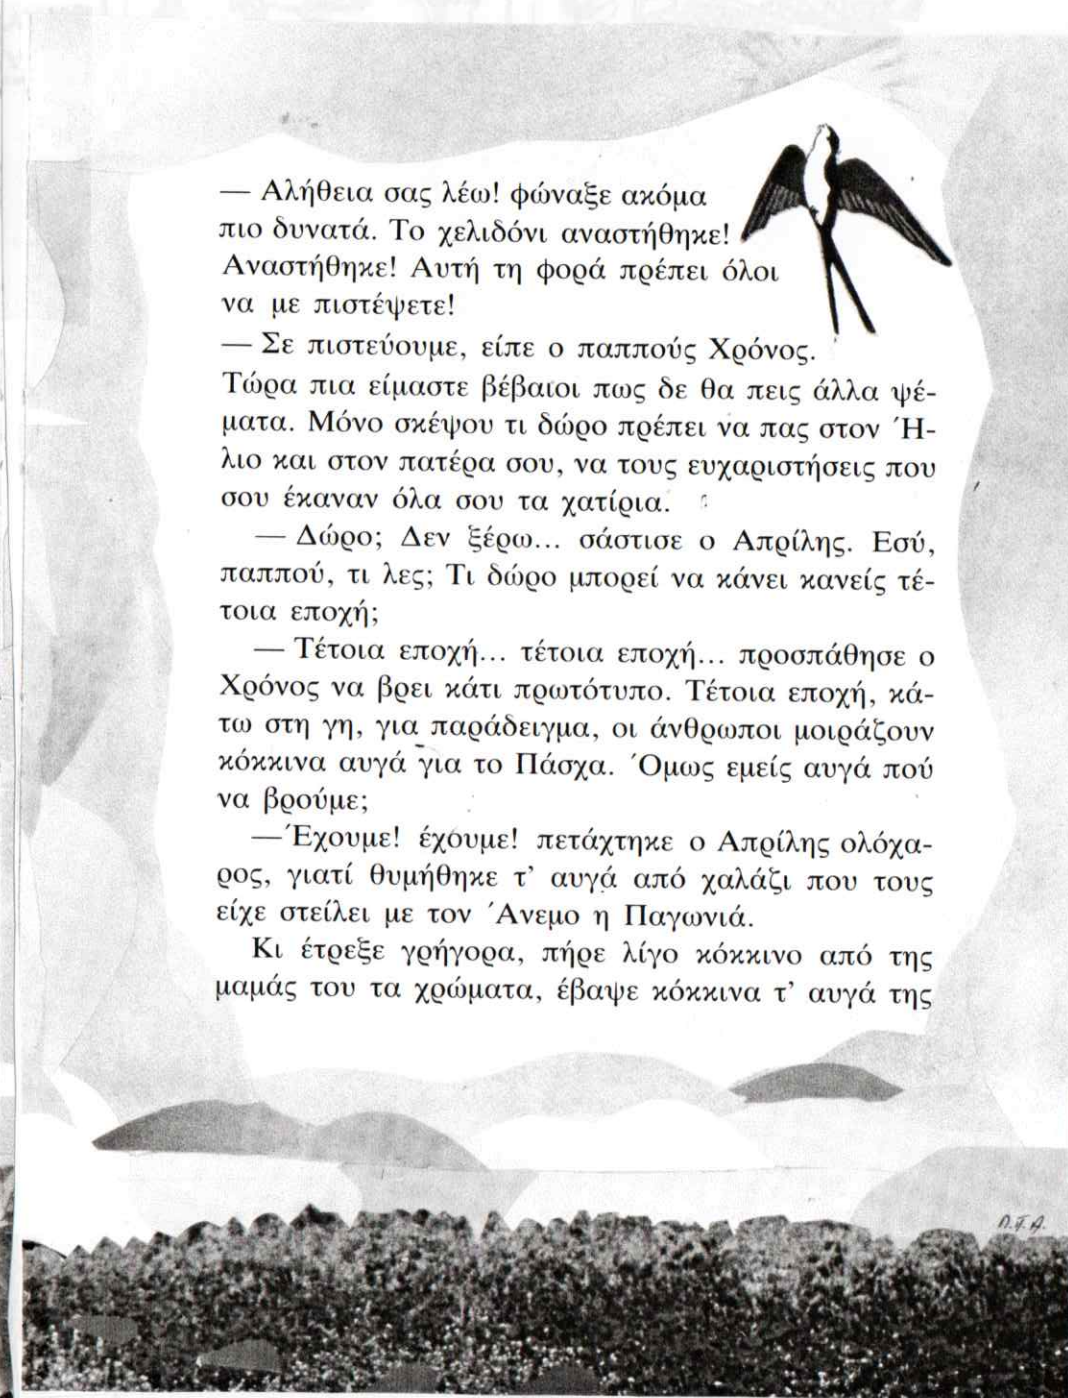 — Αλήθεια σας λέω! φώναξε ακόμα
πιο δυνατά. Το χελιδόνι αναστήθηκε!
Αναστήθηκε! Αυτή τη φορά πρέπει όλοι
να με πιστέψετε!
— Σε πιστεύουμε, είπε ο παππούς Χρόνος.
Τώρα πια είμαστε βέβαιοι πως δε θα πεις άλλα ψέ-
ματα. Μόνο σκέψου τι δώρο πρέπει να πας στον Ή-
λιο και στον πατέρα σου, να τους ευχαριστήσεις που
σου έκαναν όλα σου τα χατίρια.
— Δώρο; Δεν ξέρω... σάστισε ο Απρίλης. Εσύ,
παππού, τι λες; Τι δώρο μπορεί να κάνει κανείς τέ-
τοια εποχή;
— Τέτοια εποχή... τέτοια εποχή... προσπάθησε ο
Χρόνος να βρει κάτι πρωτότυπο. Τέτοια εποχή, κά-
τω στη γη, για παράδειγμα, οι άνθρωποι μοιράζουν
κόκκινα αυγά για το Πάσχα. Όμως εμείς αυγά πού
να βρούμε;
—Έχουμε! έχουμε! πετάχτηκε ο Απρίλης ολόχα-
ρος, γιατί θυμήθηκε τ' αυγά από χαλάζι που τους
είχε στείλει με τον Άνεμο η Παγωνιά.
Κι έτρεξε γρήγορα, πήρε λίγο κόκκινο από της
μαμάς του τα χρώματα, έβαψε κόκκινα τ' αυγά της